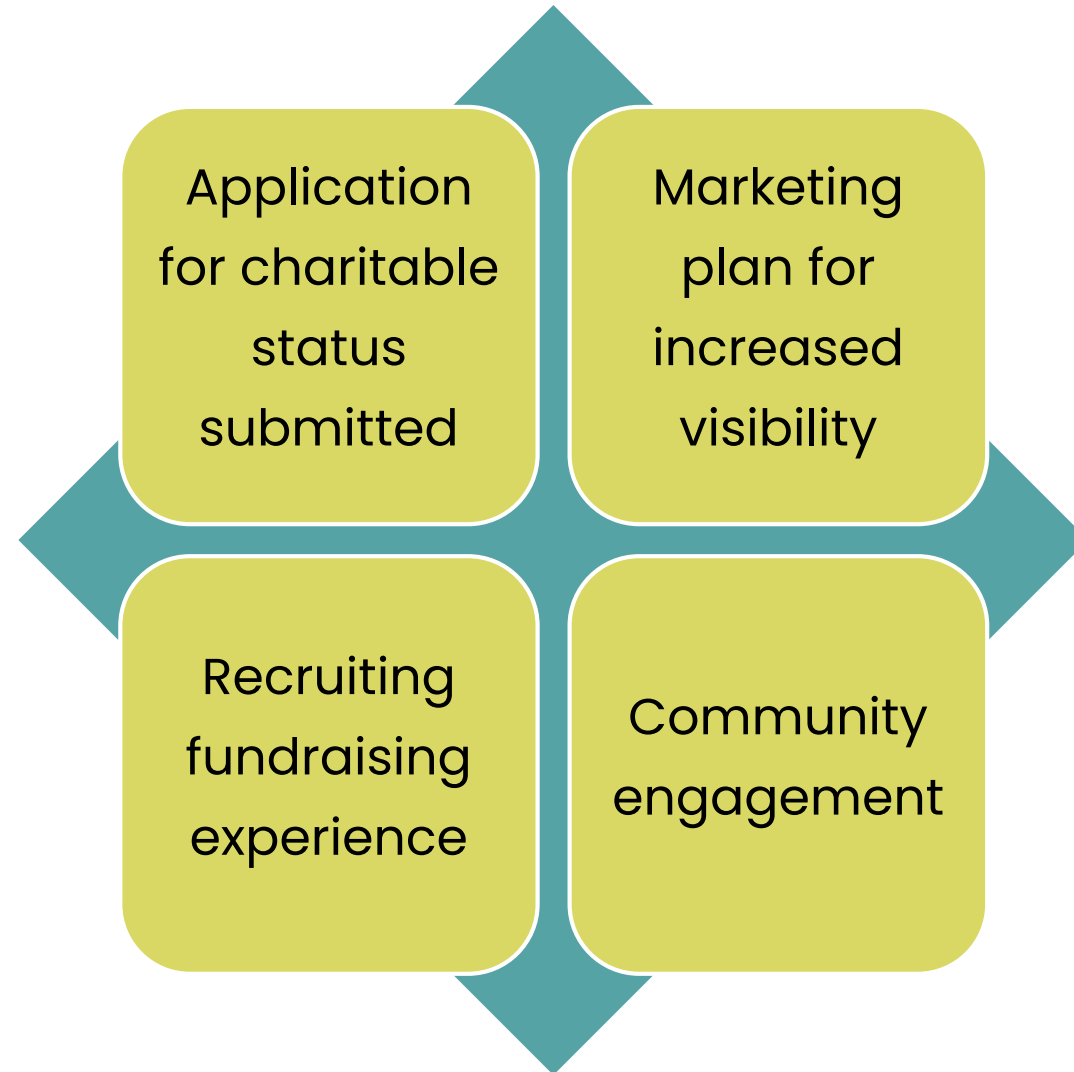 Application
for charitable
status
submitted
Marketing
plan for
increased
visibility
Recruiting
fundraising
experience
Community
engagement